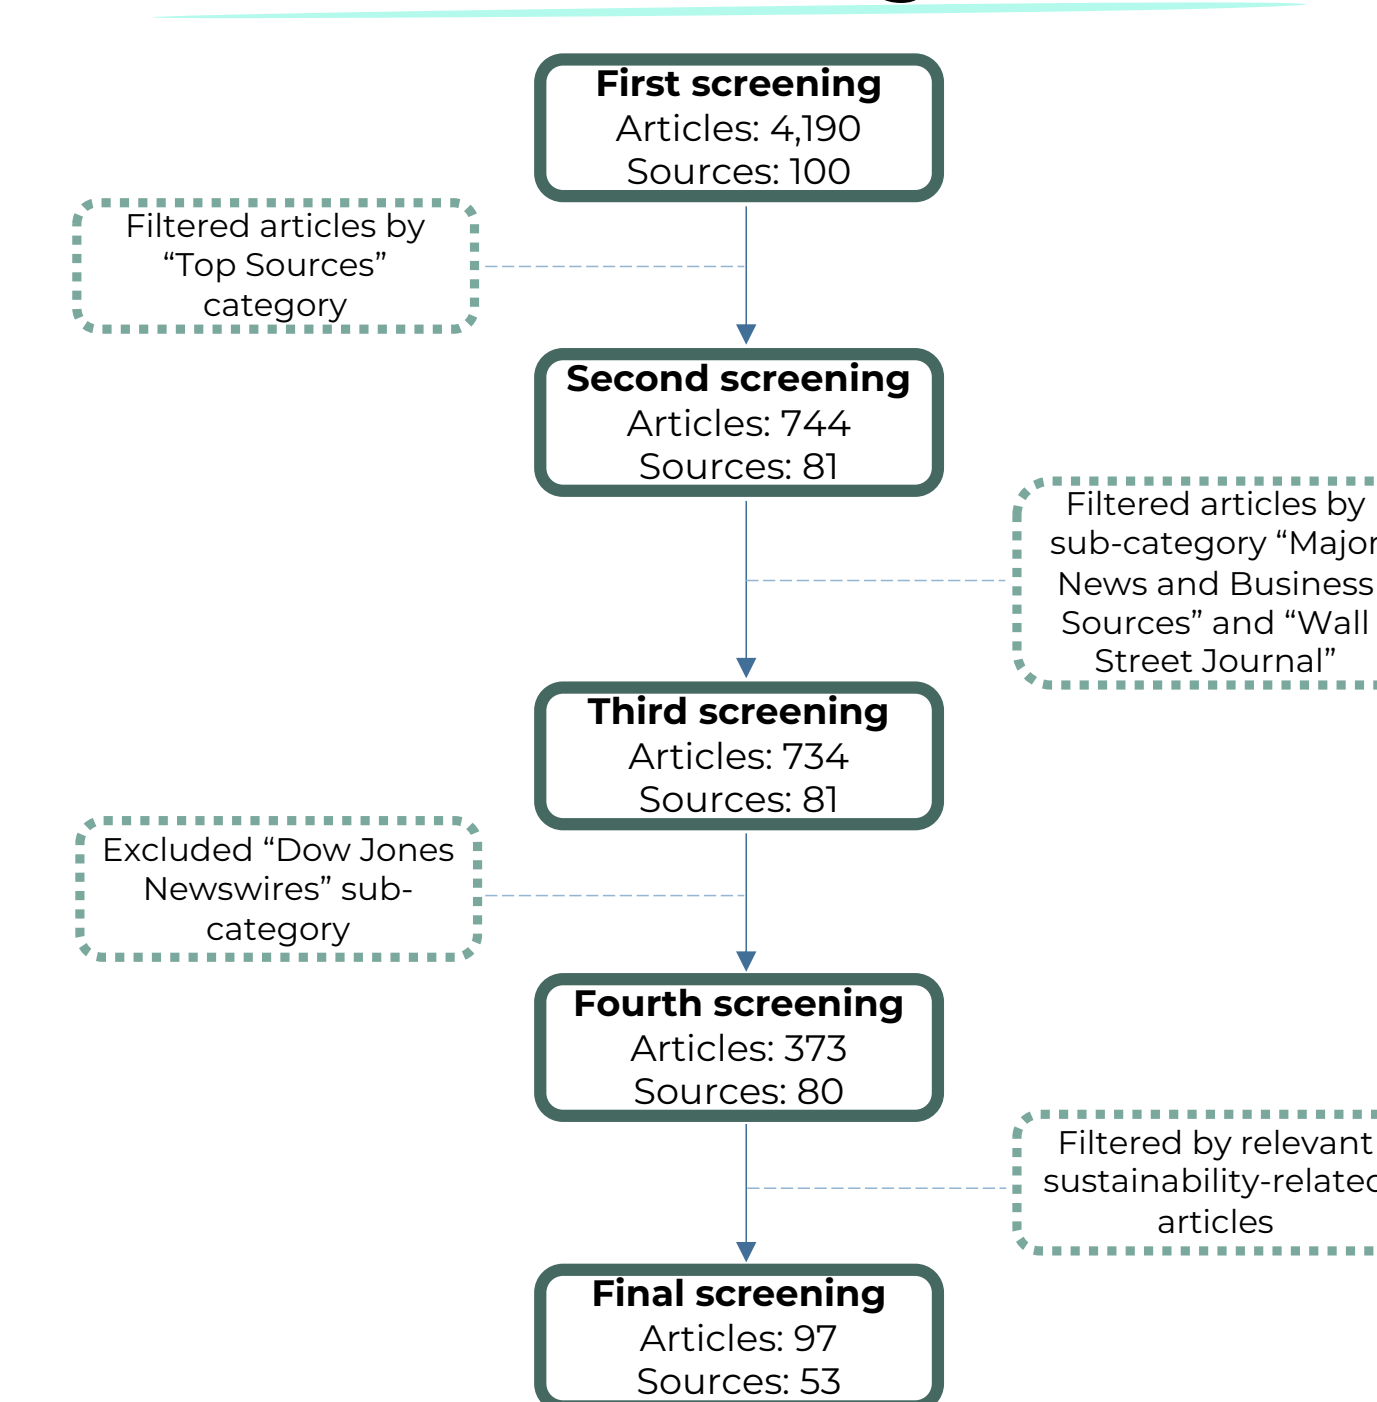 First screening
Articles: 4,190
Sources: 100
Filtered articles by
“Top Sources”
category
Second screening
Articles: 744
Sources: 81
Filtered articles by
sub-category “Major
News and Business
Sources” and “Wall
Street Journal”
Third screening
Articles: 734
Sources: 81
Excluded “Dow Jones
Newswires” sub-
category
Fourth screening
Articles: 373
Sources: 80
Filtered by relevant
sustainability-related
articles
Final screening
Articles: 97
Sources: 53